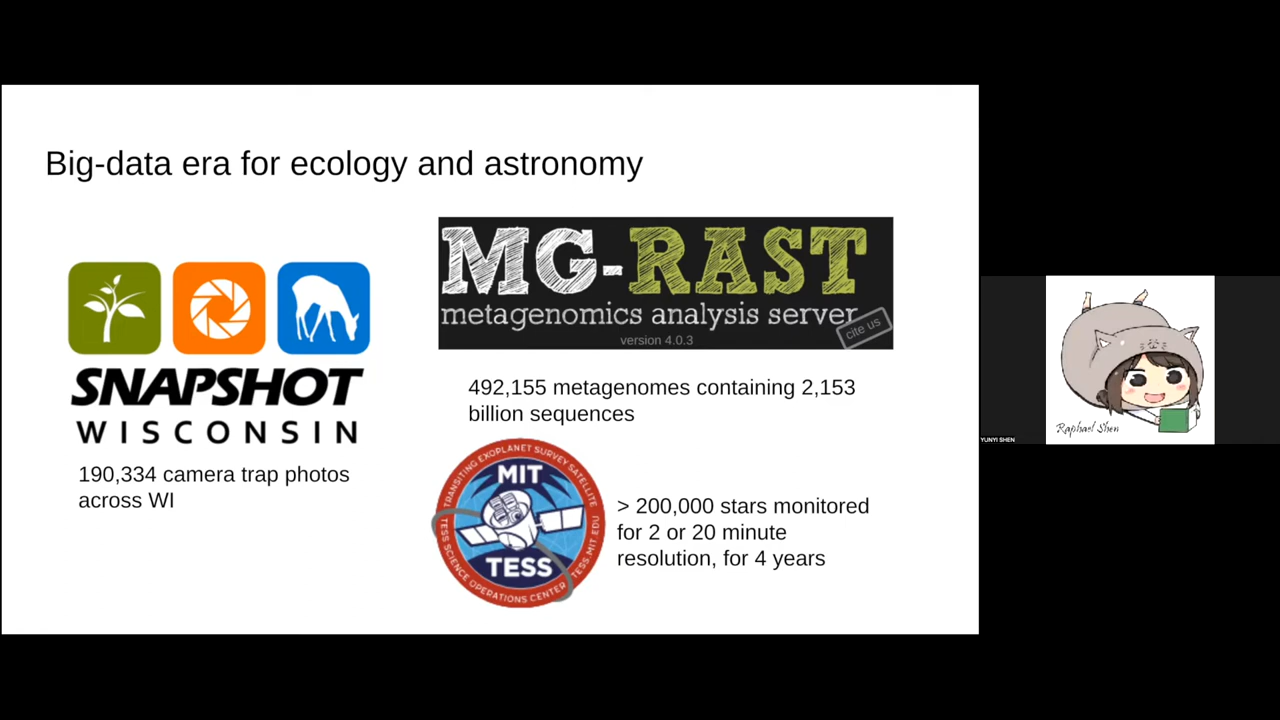 Big-data era for ecology and astronomy
SNAPSHOT
WISCONSIN
190,334 camera trap photos
across WI
MG-RAST
metagenomics analysis server
version 4.0.3
cite us
492,155 metagenomes containing 2,153
billion sequences
TRANSITING EXOPLANET SURVEY SATELLITE
MIT
TESS
TESS SCIENCE OPERATIONS CENTER
TESS.MIT.EDU
> 200,000 stars monitored
for 2 or 20 minute
resolution, for 4 years
Raphael Shen
YUNYI SHEN